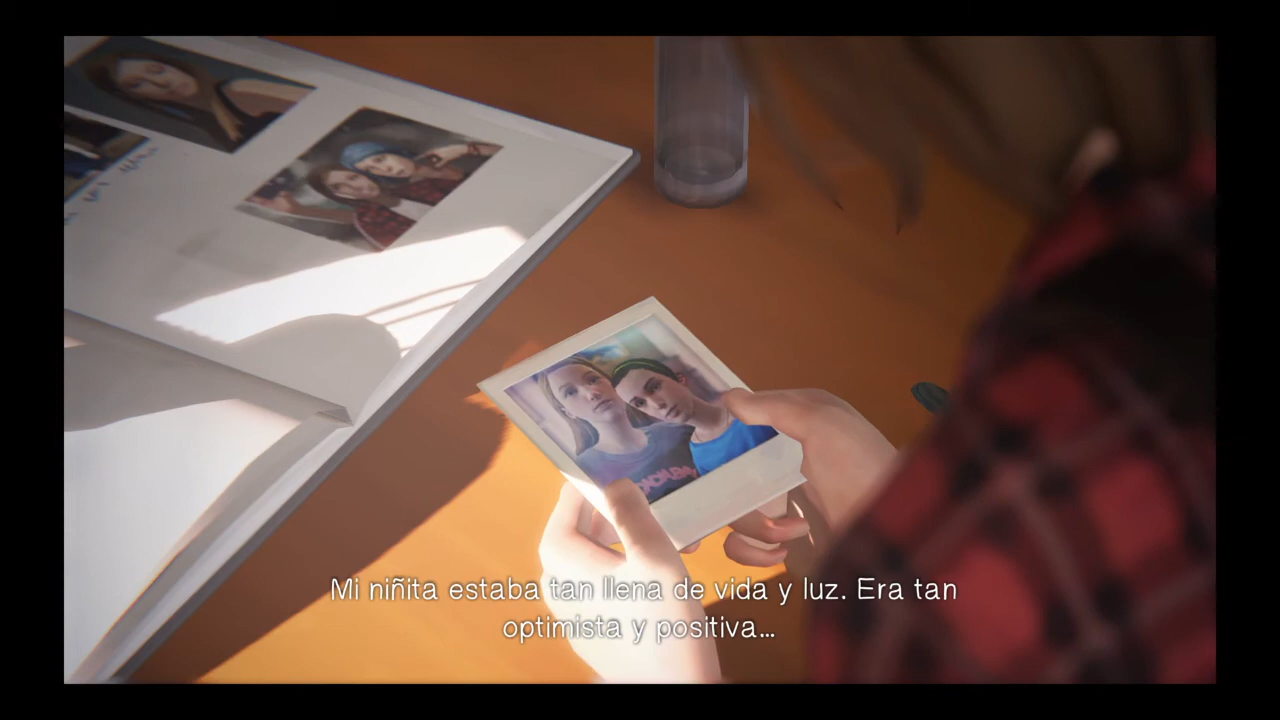 Mi niñita estaba tan llena de vida y luz. Era tan
optimista y positiva...